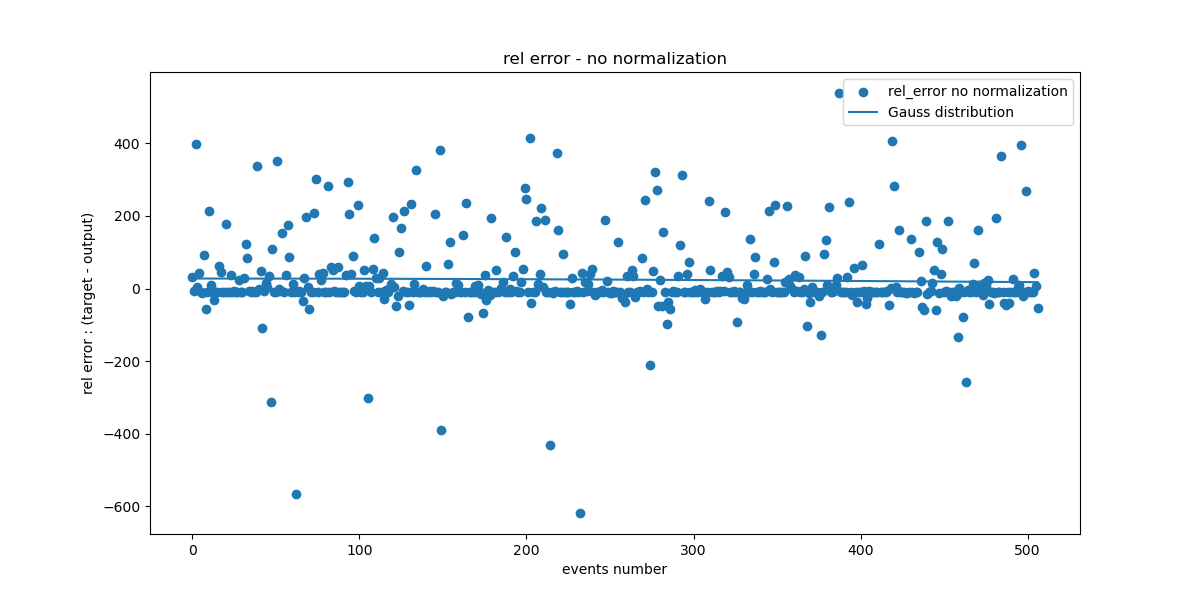 rel error - no normalization
rel_error no normalization
Gauss distribution
400
200
0
−200
−400
−600
rel error : (target - output)
0 100 200 300 400 500
events number